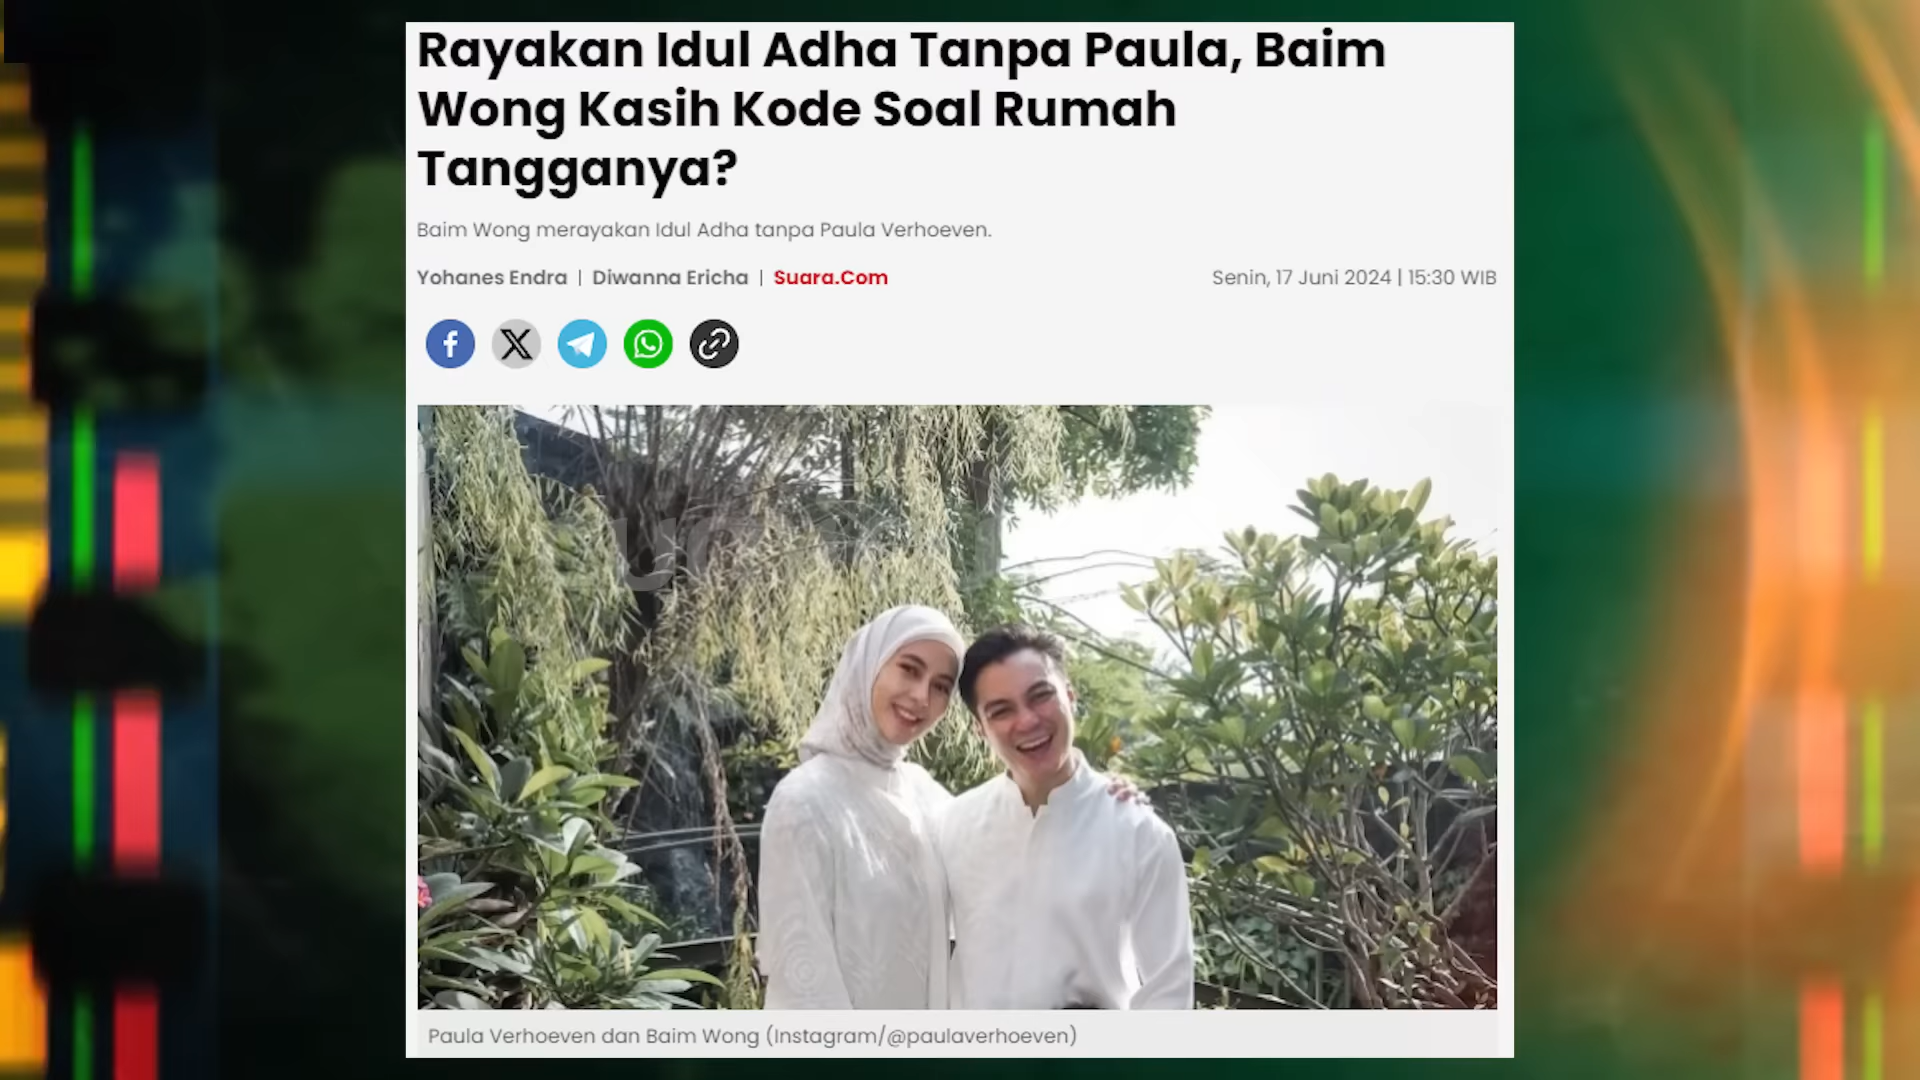 Rayakan Idul Adha Tanpa Paula, Baim
Wong Kasih Kode Soal Rumah
Tangganya?
Baim Wong merayakan Idul Adha tanpa Paula Verhoeven.
Yohanes Endra | Diwanna Ericha | Suara.Com
Senin, 17 Juni 2024 | 15:30 WIB
Paula Verhoeven dan Baim Wong (Instagram/@paulaverhoeven)